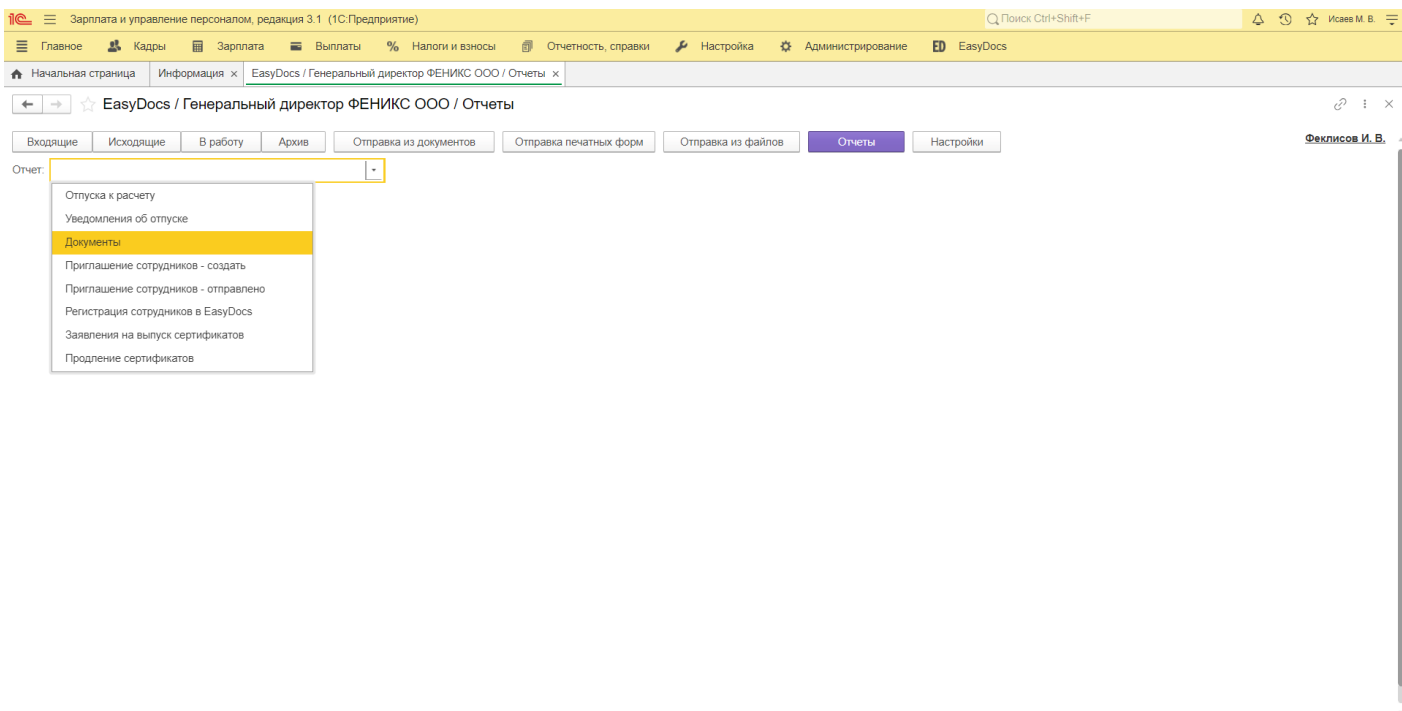 1С Зарплата и управление персоналом, редакция 3.1 (1С:Предприятие) Поиск Ctrl+Shift+F Исаев М. В.
Главное Кадры Зарплата Выплаты % Налоги и взносы Отчетность, справки Настройка Администрирование ED EasyDocs
Начальная страница Информация × EasyDocs / Генеральный директор ФЕНИКС ООО / Отчеты ×
EasyDocs / Генеральный директор ФЕНИКС ООО / Отчеты
Входящие Исходящие В работу Архив Отправка из документов Отправка печатных форм Отправка из файлов Отчеты Настройки Феклисов И. В.
Отчет:
Отпуска к расчету
Уведомления об отпуске
Документы
Приглашение сотрудников - создать
Приглашение сотрудников - отправлено
Регистрация сотрудников в EasyDocs
Заявления на выпуск сертификатов
Продление сертификатов